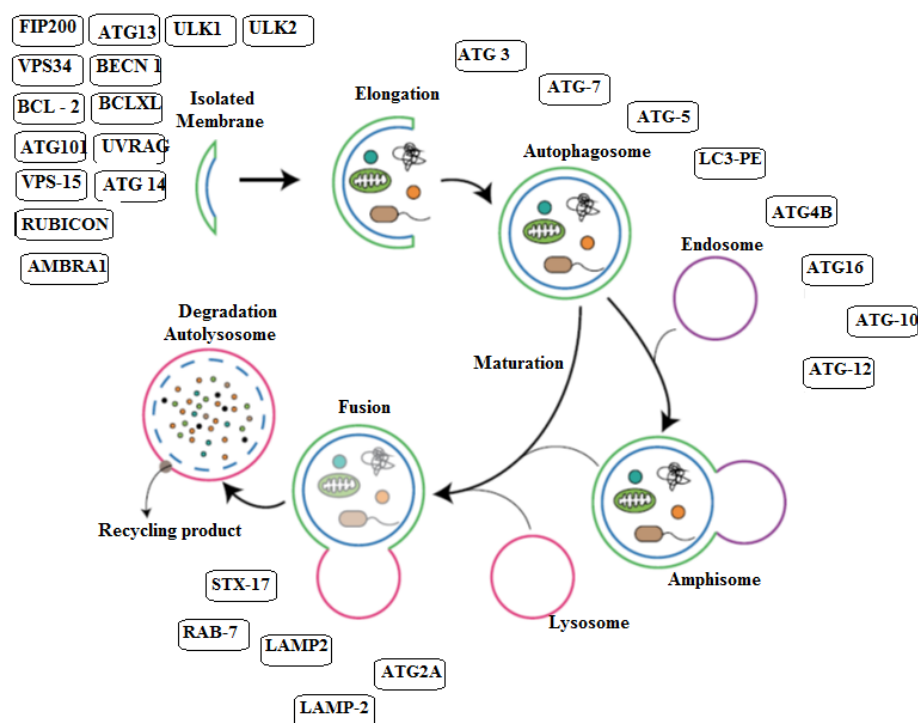 FIP200 ATG13 ULK1 ULK2
VPS34 BECN 1
BCL - 2 BCLXL
ATG101 UVRAG
VPS-15 ATG 14
RUBICON
AMBRA1
Isolated
Membrane
Elongation
ATG 3
ATG-7
ATG-5
LC3-PE
ATG4B
ATG16
ATG-10
ATG-12
Autophagosome
Endosome
Degradation
Autolysosome
Maturation
Fusion
Recycling product
Amphisome
Lysosome
STX-17
RAB-7
LAMP2
ATG2A
LAMP-2